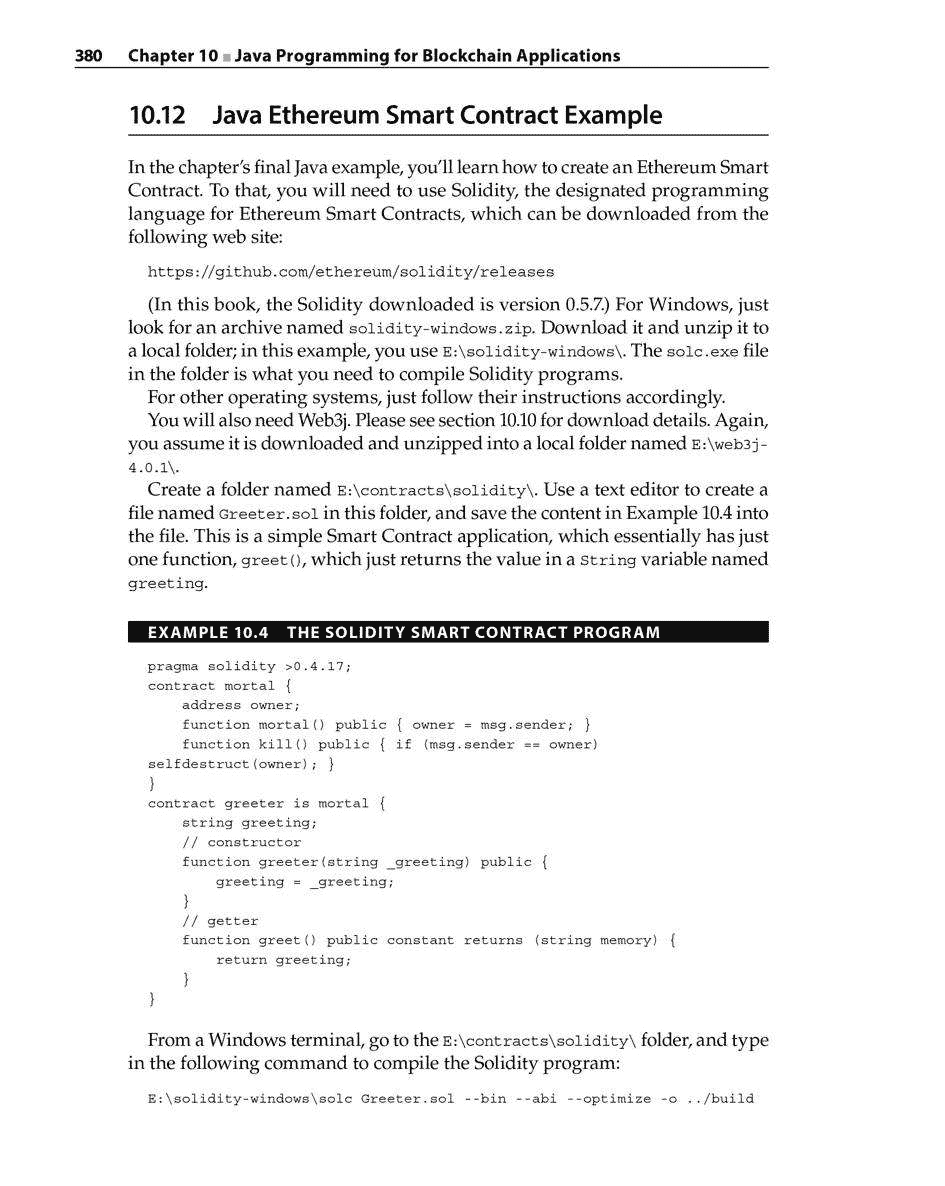 380 Chapter 10 ■ Java Programming for Blockchain Applications
10.12 Java Ethereum Smart Contract Example
In the chapter's final Java example, you'll learn how to create an Ethereum Smart
Contract. To that, you will need to use Solidity, the designated programming
language for Ethereum Smart Contracts, which can be downloaded from the
following web site:
https://github.com/ethereum/solidity/releases
(In this book, the Solidity downloaded is version 0.5.7.) For Windows, just
look for an archive named solidity-windows.zip. Download it and unzip it to
a local folder; in this example, you use E:\solidity-windows\. The solc.exe file
in the folder is what you need to compile Solidity programs.
For other operating systems, just follow their instructions accordingly.
You will also need Web3j. Please see section 10.10 for download details. Again,
you assume it is downloaded and unzipped into a local folder named E:\web3j-
4.0.1\.
Create a folder named E:\contracts\solidity\. Use a text editor to create a
file named Greeter.sol in this folder, and save the content in Example 10.4 into
the file. This is a simple Smart Contract application, which essentially has just
one function, greet(), which just returns the value in a String variable named
greeting.
EXAMPLE 10.4 THE SOLIDITY SMART CONTRACT PROGRAM
pragma solidity >0.4.17;
contract mortal {
    address owner;
    function mortal() public { owner = msg.sender; }
    function kill() public { if (msg.sender == owner)
selfdestruct(owner); }
}
contract greeter is mortal {
    string greeting;
    // constructor
    function greeter(string _greeting) public {
        greeting = _greeting;
    }
    // getter
    function greet() public constant returns (string memory) {
        return greeting;
    }
}
From a Windows terminal, go to the E:\contracts\solidity\ folder, and type
in the following command to compile the Solidity program:
E:\solidity-windows\solc Greeter.sol --bin --abi --optimize -o ../build